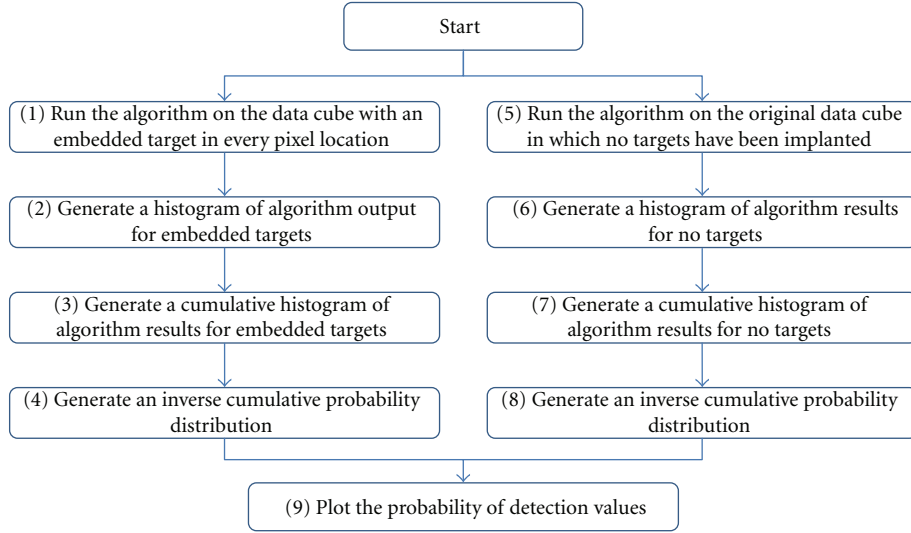 Start
(1) Run the algorithm on the data cube with an
embedded target in every pixel location
(5) Run the algorithm on the original data cube
in which no targets have been implanted
(2) Generate a histogram of algorithm output
for embedded targets
(6) Generate a histogram of algorithm results
for no targets
(3) Generate a cumulative histogram of
algorithm results for embedded targets
(7) Generate a cumulative histogram of
algorithm results for no targets
(4) Generate an inverse cumulative probability
distribution
(8) Generate an inverse cumulative probability
distribution
(9) Plot the probability of detection values